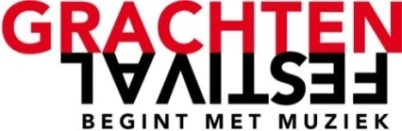 GRACHTEN
FESTIVAL
BEGINT MET MUZIEK